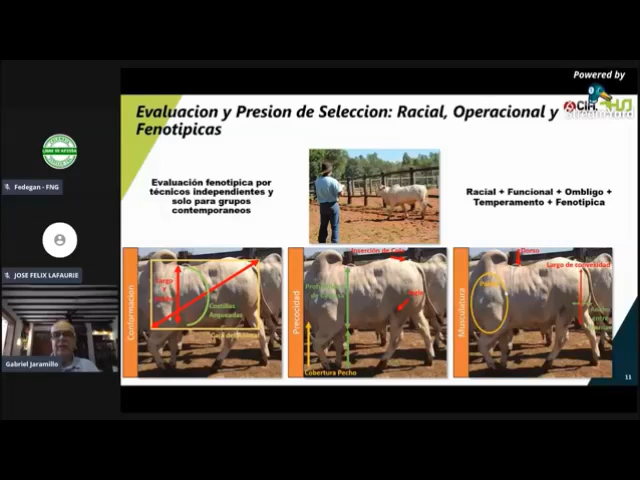 Powered by
Evaluacion y Presion de Seleccion: Racial, Operacional y
Fenotipicas
Evaluación fenotipica por
técnicos independientes y
solo para grupos
contemporaneos
Racial + Funcional + Ombligo +
Temperamento + Fenotipica
Fedegan - FNG
JOSE FELIX LAFAURIE
Gabriel Jaramillo
Conformacion
Largo
Costillas
Arqueadas
Precocidad
Inserción de Cola
Cobertura Pecho
Musculatura
Dorso
Largo de convexidad
11